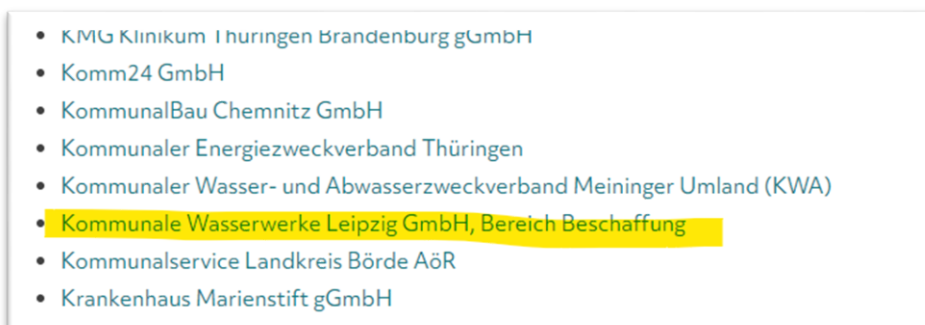 KMG Klinikum Thüringen Brandenburg gGmbH
Komm24 GmbH
KommunalBau Chemnitz GmbH
Kommunaler Energiezweckverband Thüringen
Kommunaler Wasser- und Abwasserzweckverband Meininger Umland (KWA)
Kommunale Wasserwerke Leipzig GmbH, Bereich Beschaffung
Kommunalservice Landkreis Börde AöR
Krankenhaus Marienstift gGmbH